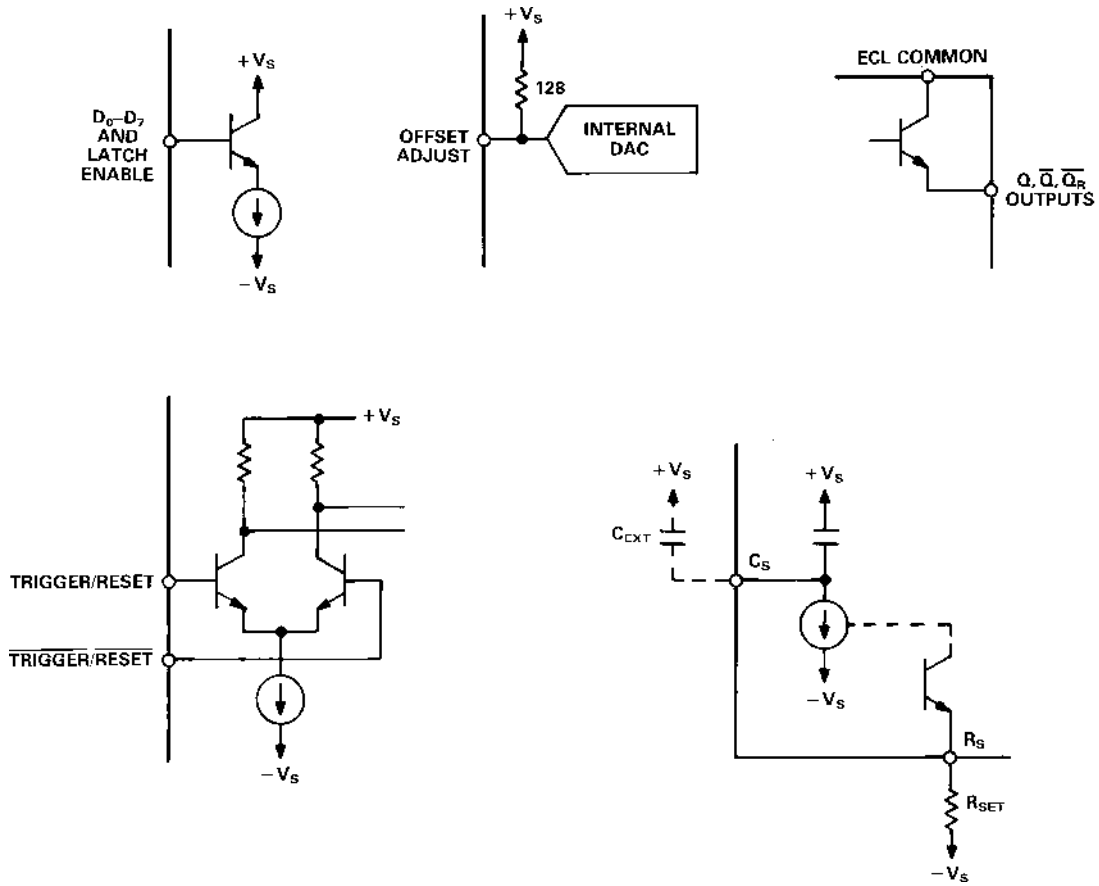 +VS
D0–D7
AND
LATCH
ENABLE
−VS
+VS
128
OFFSET
ADJUST
INTERNAL
DAC
ECL COMMON
Q, Q̅, Q̅R̅
OUTPUTS
+VS
TRIGGER/RESET
TRIGGER/RESET
−VS
+VS
+VS
CEXT
CS
−VS
RS
RSET
−VS